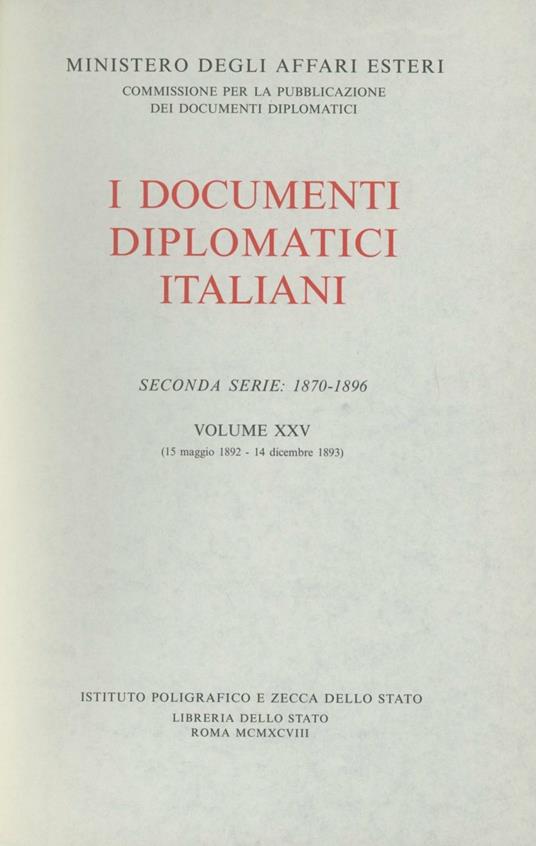 MINISTERO DEGLI AFFARI ESTERI
COMMISSIONE PER LA PUBBLICAZIONE
DEI DOCUMENTI DIPLOMATICI
I DOCUMENTI
DIPLOMATICI
ITALIANI
SECONDA SERIE: 1870-1896
VOLUME XXV
(15 maggio 1892 - 14 dicembre 1893)
ISTITUTO POLIGRAFICO E ZECCA DELLO STATO
LIBRERIA DELLO STATO
ROMA MCMXCVIII